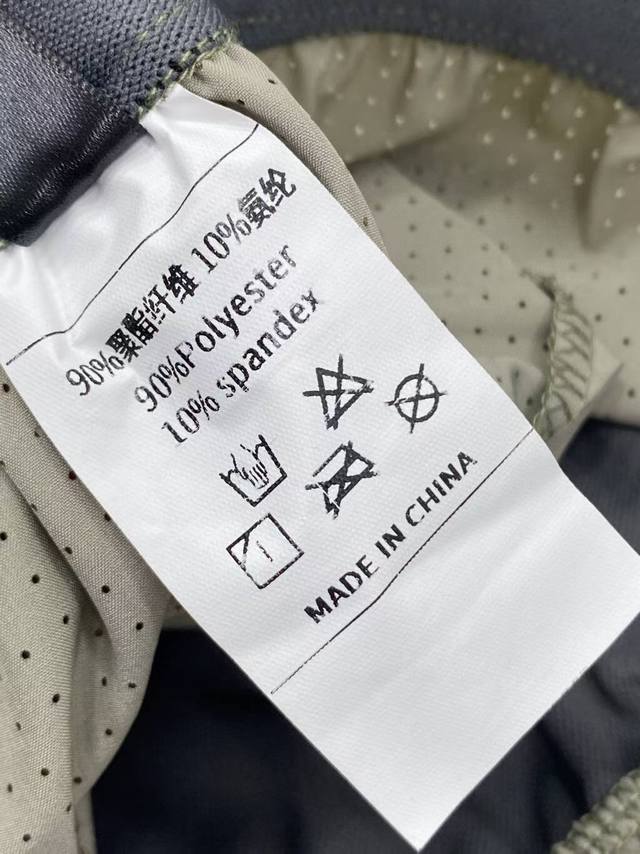 90%聚酯纤维 10%氨纶
90%Polyester
10% spandex
MADE IN CHINA